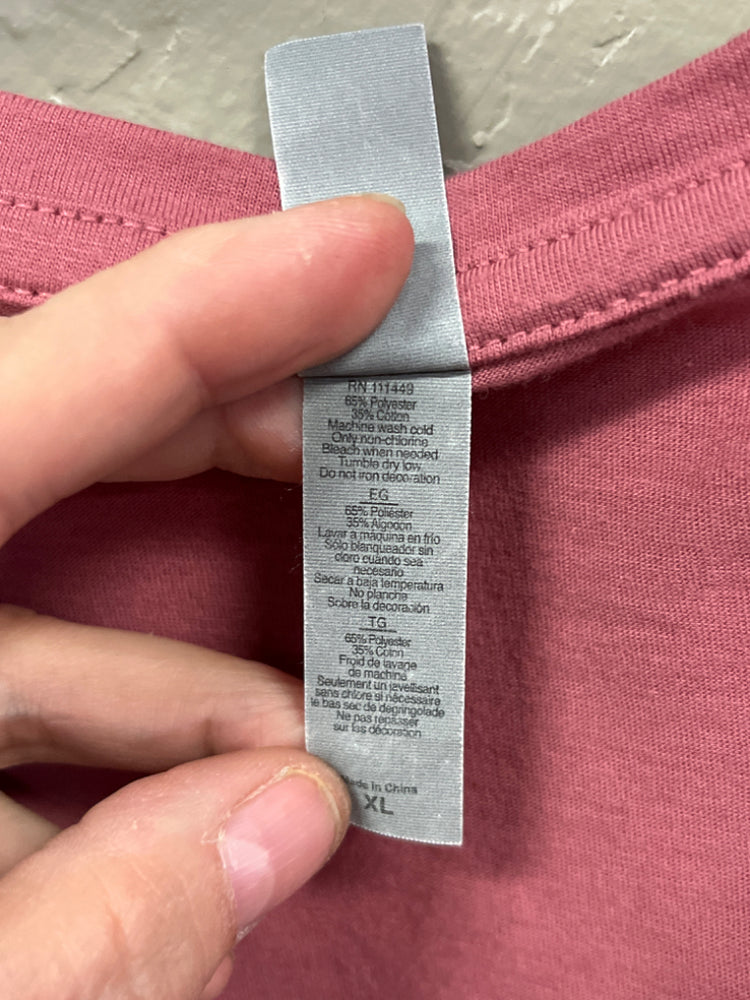 RN 111449
65% Polyester
35% Cotton
Machine wash cold
Only non-chlorine
Bleach when needed
Tumble dry low
Do not iron decoration
EG
65% Poliéster
35% Algodon
Lavar a máquina en frío
Sólo blanqueador sin
cloro cuando sea
necesario
Secar a baja temperatura
No planche
Sobre la decoración
TG
65% Polyester
35% Coton
Froid de lavage
de machine
Seulement un javellisant
sans chlore si nécessaire
le bas sec de degringolade
Ne pas repasser
sur las décoration
Made in China
XL